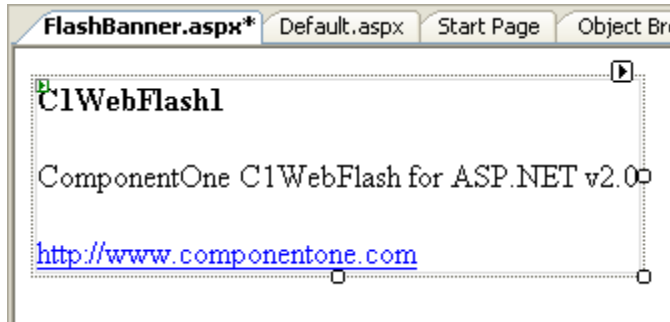 FlashBanner.aspx* Default.aspx Start Page Object Br
C1WebFlash1
ComponentOne C1WebFlash for ASP.NET v2.0
http://www.componentone.com